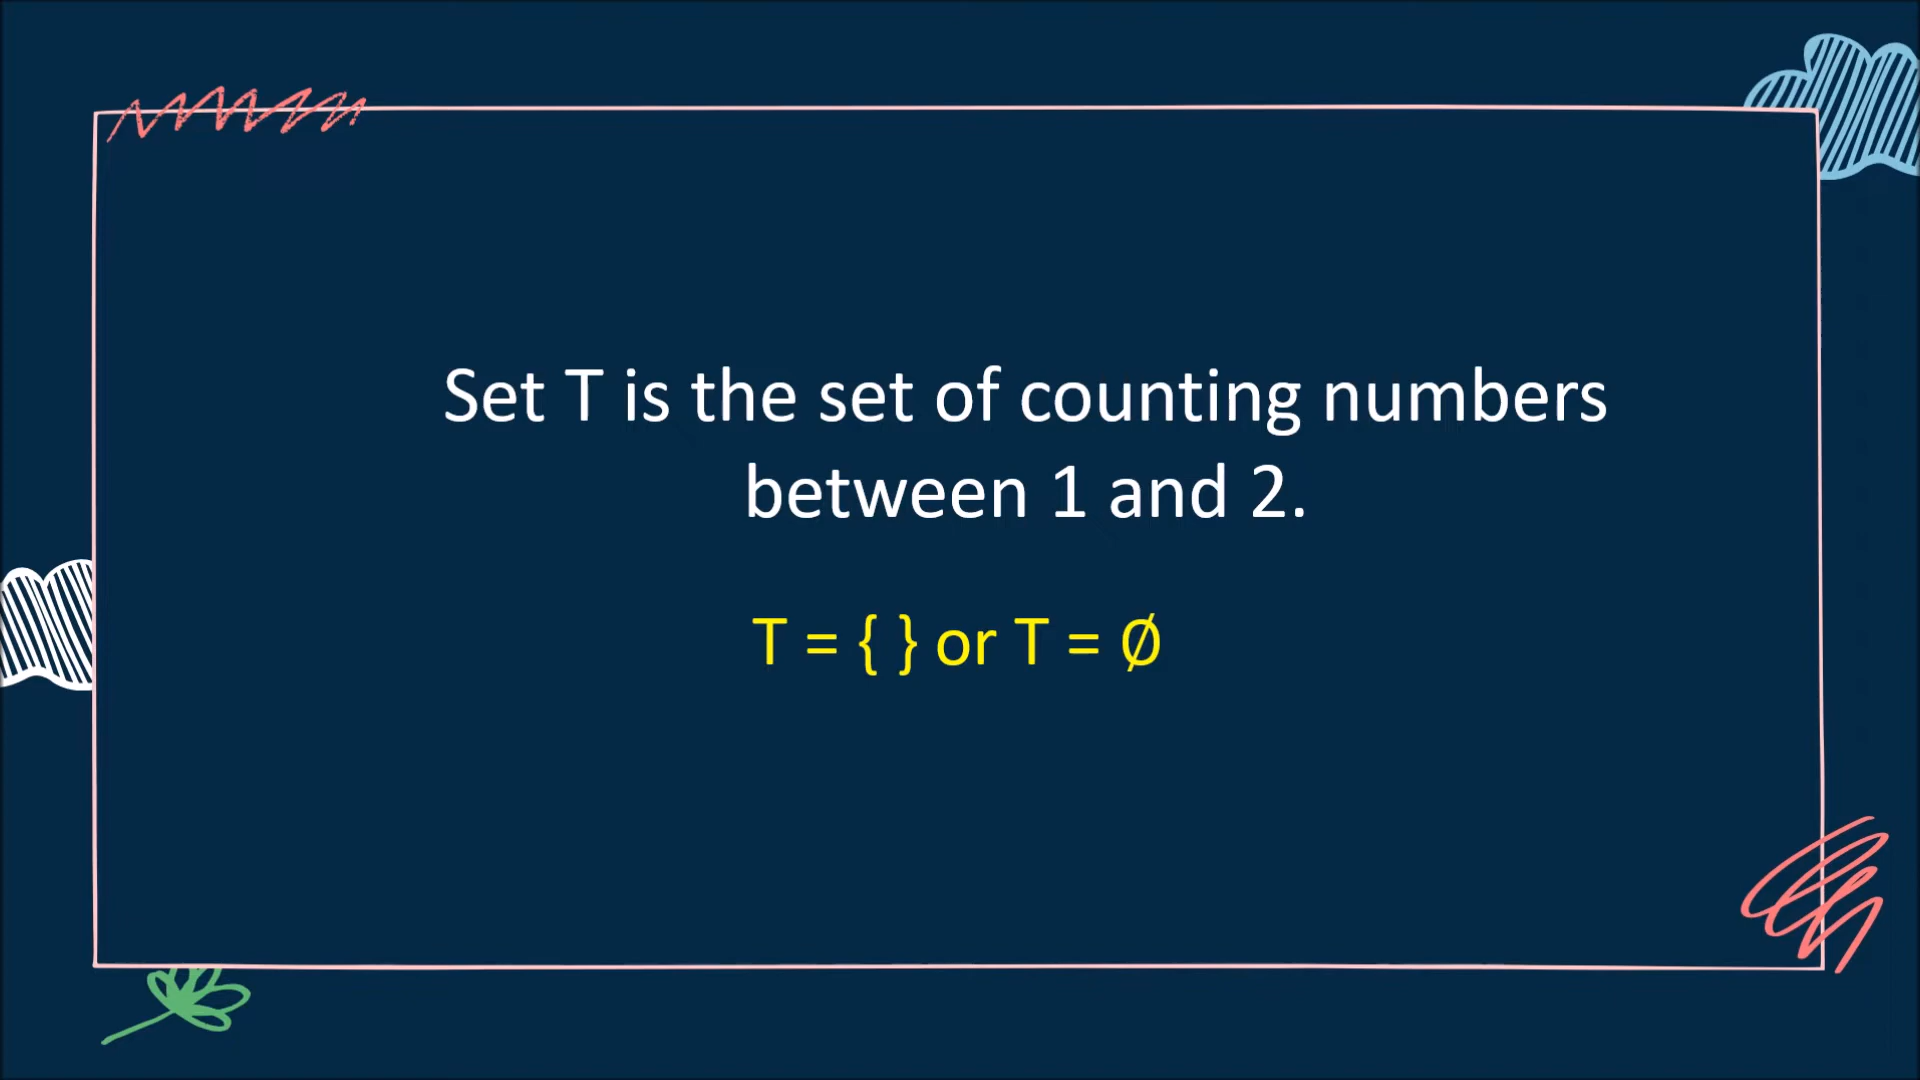 Set T is the set of counting numbers
between 1 and 2.
T = { } or T = Ø